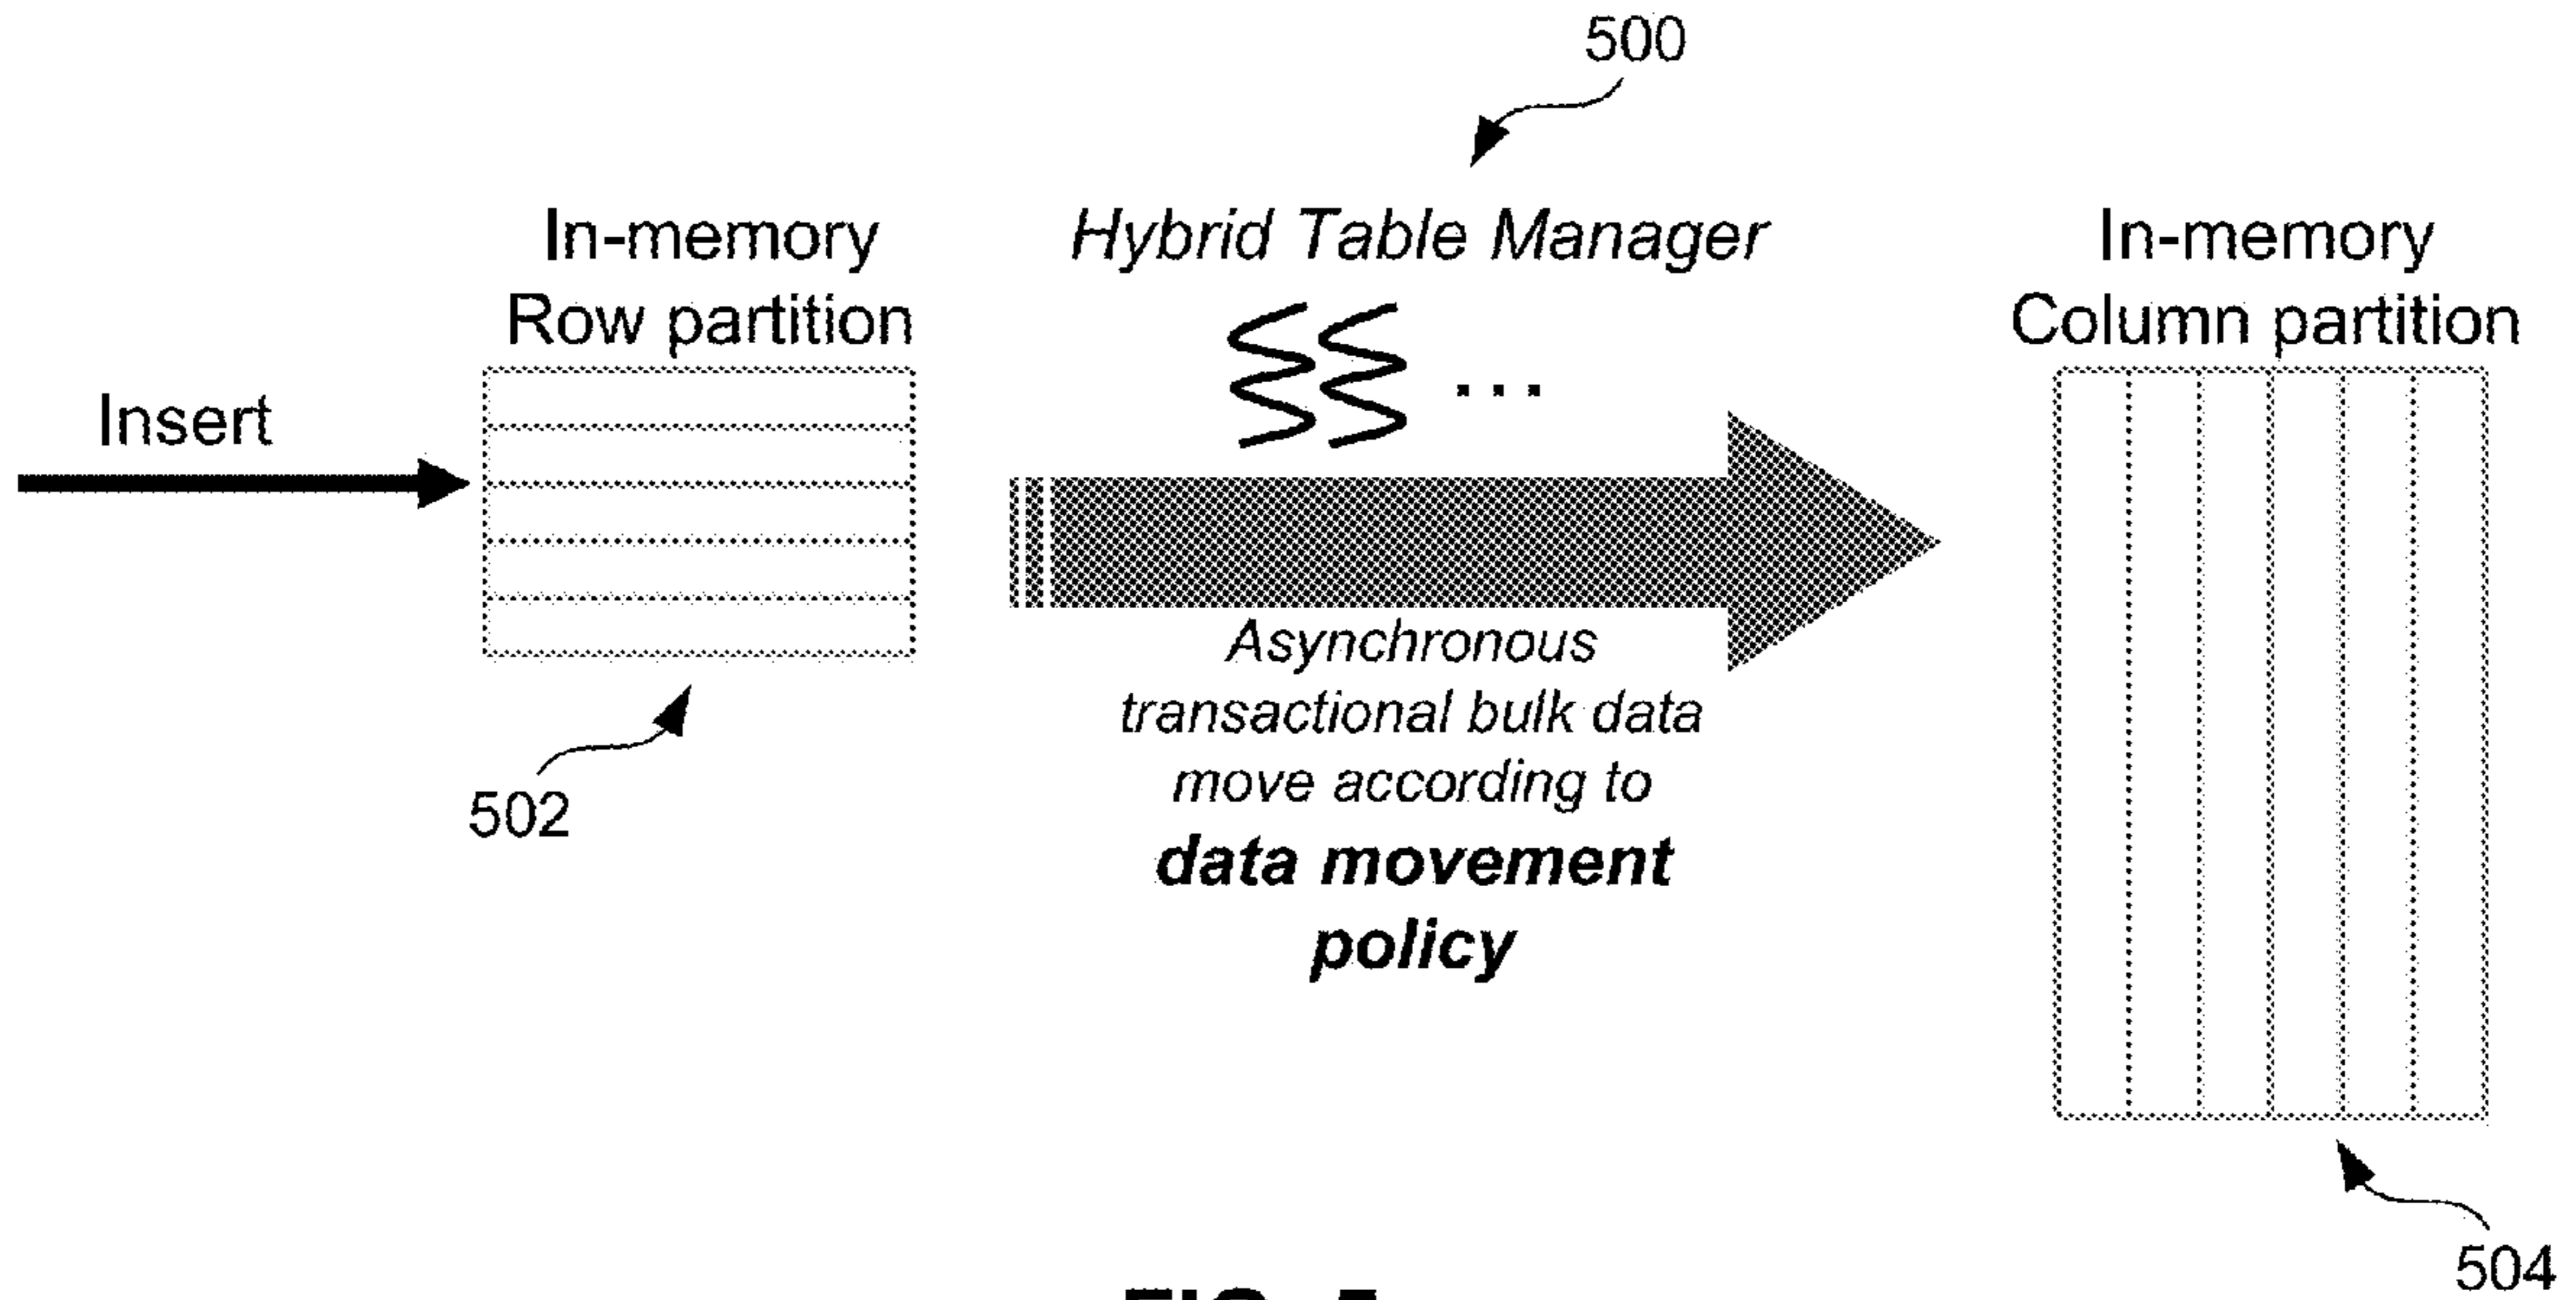 500
In-memory
Row partition
Hybrid Table Manager
In-memory
Column partition
Insert
...
Asynchronous
transactional bulk data
move according to
data movement
policy
502
504